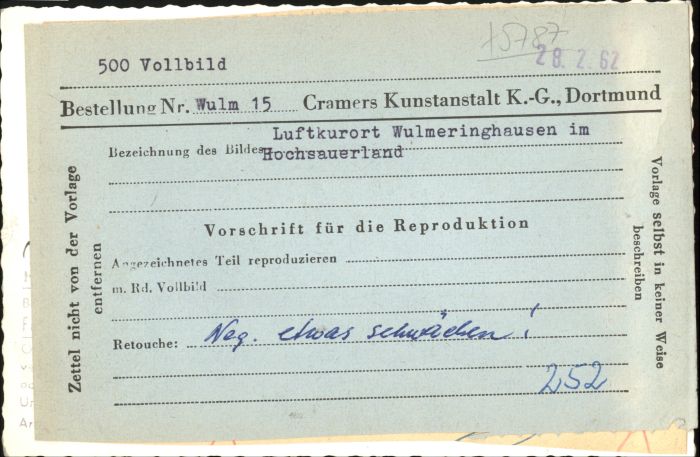 15787
28.2.62
500 Vollbild
Bestellung Nr. Wulm 15 Cramers Kunstanstalt K.-G., Dortmund
Bezeichnung des Bildes Luftkurort Wulmeringhausen im
Hochsauerland
Vorschrift für die Reproduktion
Angezeichnetes Teil reproduzieren
m. Rd. Vollbild
Retouche: Neg. etwas schwächen!
252
Zettel nicht von der Vorlage
entfernen
Vorlage selbst in keiner Weise
beschreiben